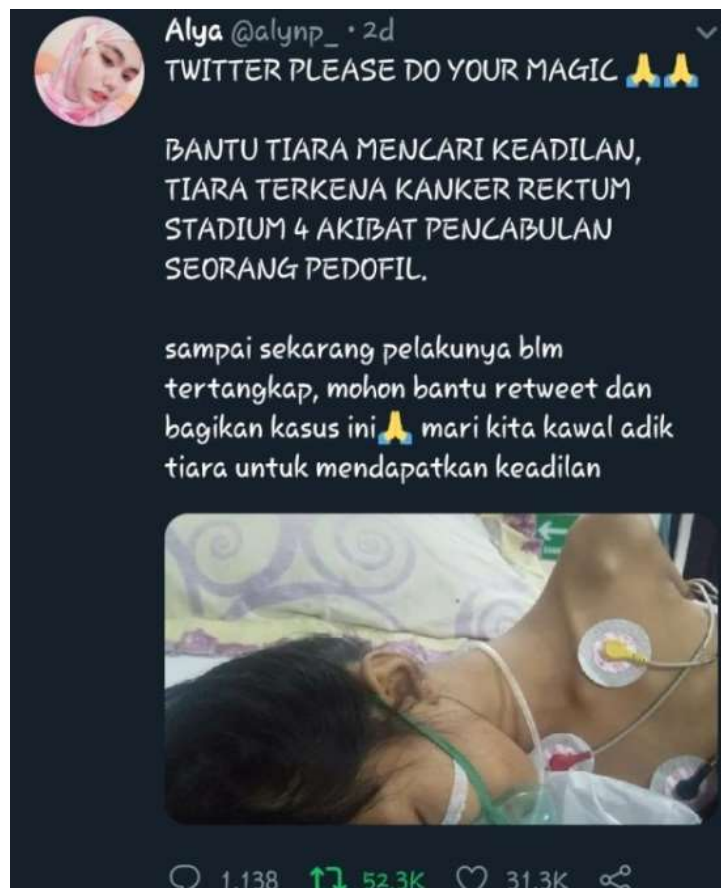 Alya @alynp_ · 2d
TWITTER PLEASE DO YOUR MAGIC 🙏🙏
BANTU TIARA MENCARI KEADILAN,
TIARA TERKENA KANKER REKTUM
STADIUM 4 AKIBAT PENCABULAN
SEORANG PEDOFIL.
sampai sekarang pelakunya blm
tertangkap, mohon bantu retweet dan
bagikan kasus ini🙏 mari kita kawal adik
tiara untuk mendapatkan keadilan
1.138 52,3K 31,3K